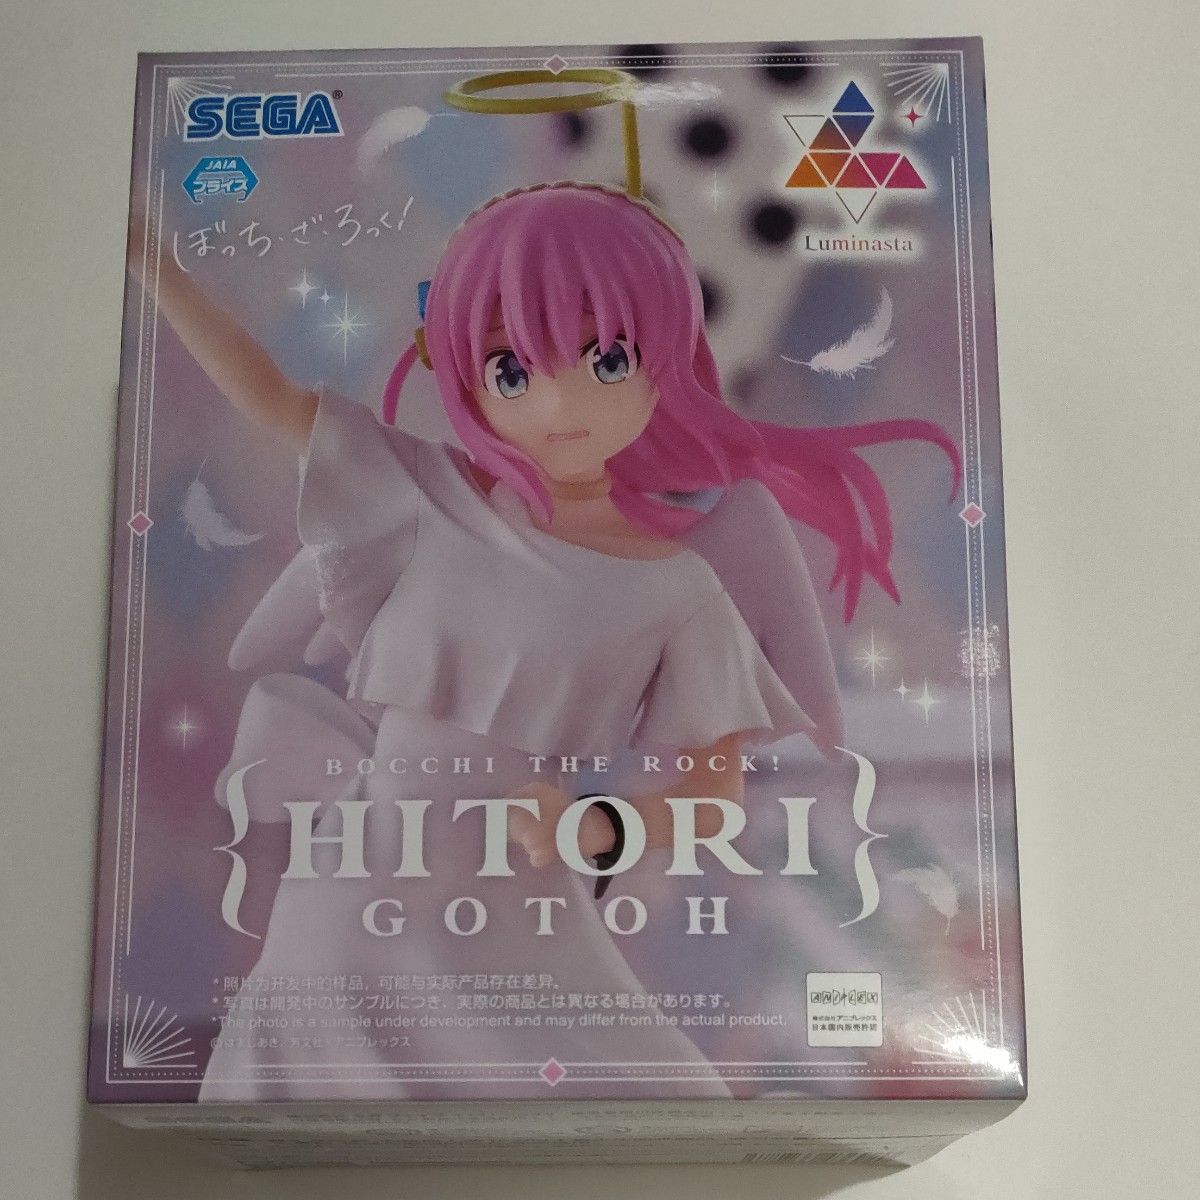 SEGA®
JAIA
プライズ
ぼっち・ざ・ろっく!
Luminasta
BOCCHI THE ROCK!
HITORI
GOTOH
*照片为开发中的样品，可能与实际产品存在差异。
*写真は開発中のサンプルにつき、実際の商品とは異なる場合があります。
*The photo is a sample under development and may differ from the actual product.
©はまじあき/芳文社・アニプレックス
ANIPLEX
株式会社アニプレックス
日本国内販売許諾